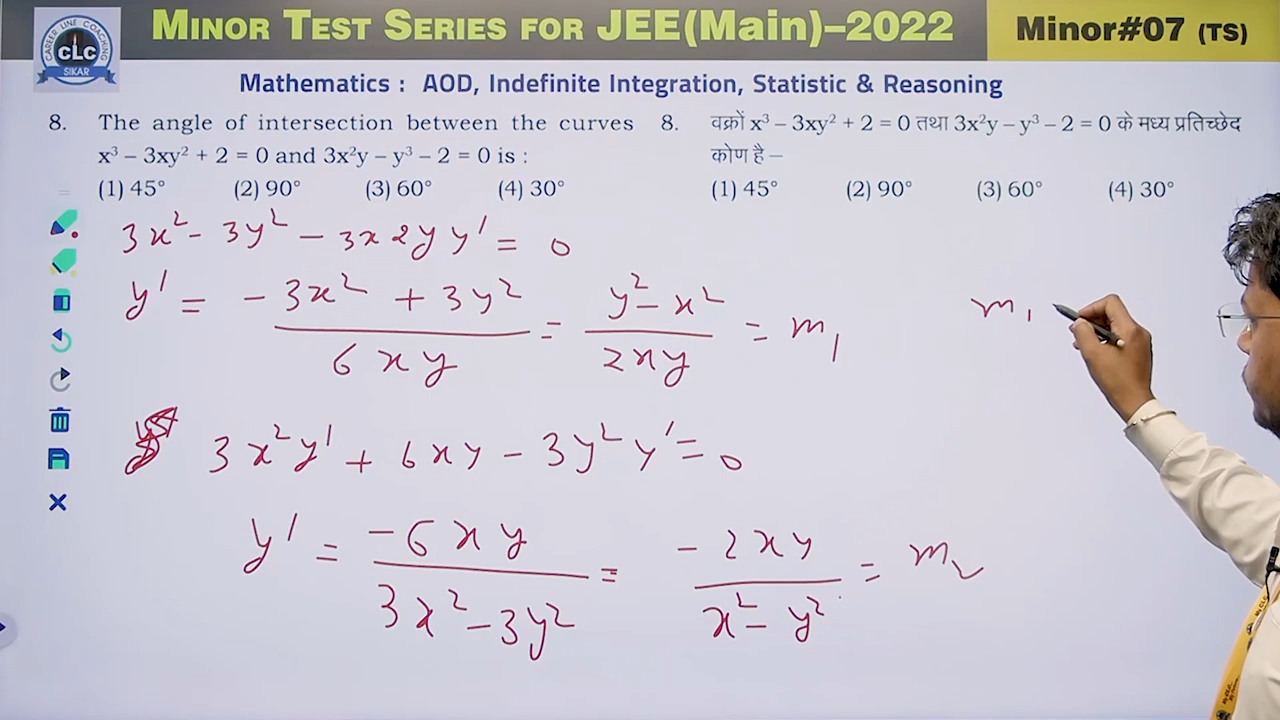 MINOR TEST SERIES FOR JEE(MAIN)–2022
Minor#07 (TS)
CAREER LINE COACHING
CLC
SIKAR
Mathematics : AOD, Indefinite Integration, Statistic & Reasoning
8. The angle of intersection between the curves
x³ – 3xy² + 2 = 0 and 3x²y – y³ – 2 = 0 is :
(1) 45° (2) 90° (3) 60° (4) 30°
8. वक्रों x³ – 3xy² + 2 = 0 तथा 3x²y – y³ – 2 = 0 के मध्य प्रतिच्छेद
कोण है –
(1) 45° (2) 90° (3) 60° (4) 30°
3x² - 3y² - 3x2yy' = 0
y' = (-3x² + 3y²)/(6xy) = (y² - x²)/(2xy) = m₁
m₁
3x²y' + 6xy - 3y²y' = 0
y' = (-6xy)/(3x² - 3y²) = (-2xy)/(x² - y²) = m₂